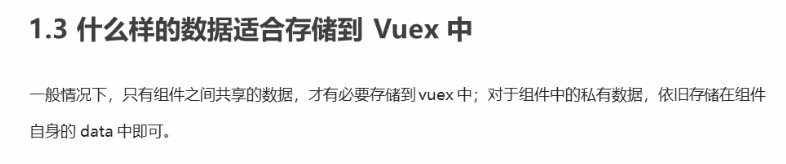 1.3 什么样的数据适合存储到 Vuex 中
一般情况下，只有组件之间共享的数据，才有必要存储到 vuex 中；对于组件中的私有数据，依旧存储在组件
自身的 data 中即可。